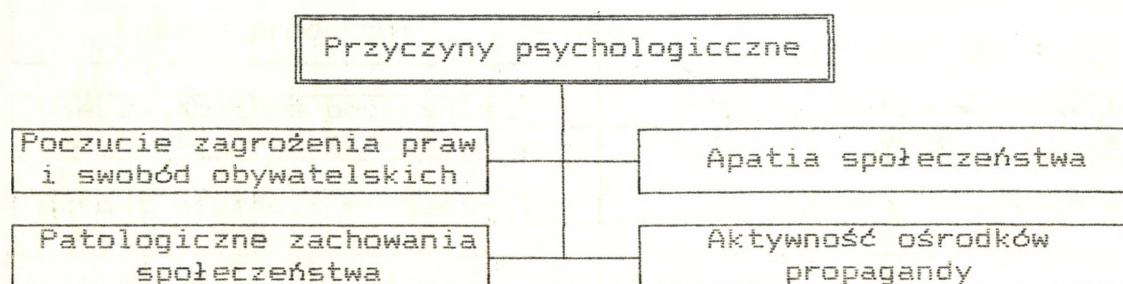 Przyczyny psychologicczne
Poczucie zagrożenia praw
i swobód obywatelskich
Apatia społeczeństwa
Patologiczne zachowania
społeczeństwa
Aktywność ośrodków
propagandy